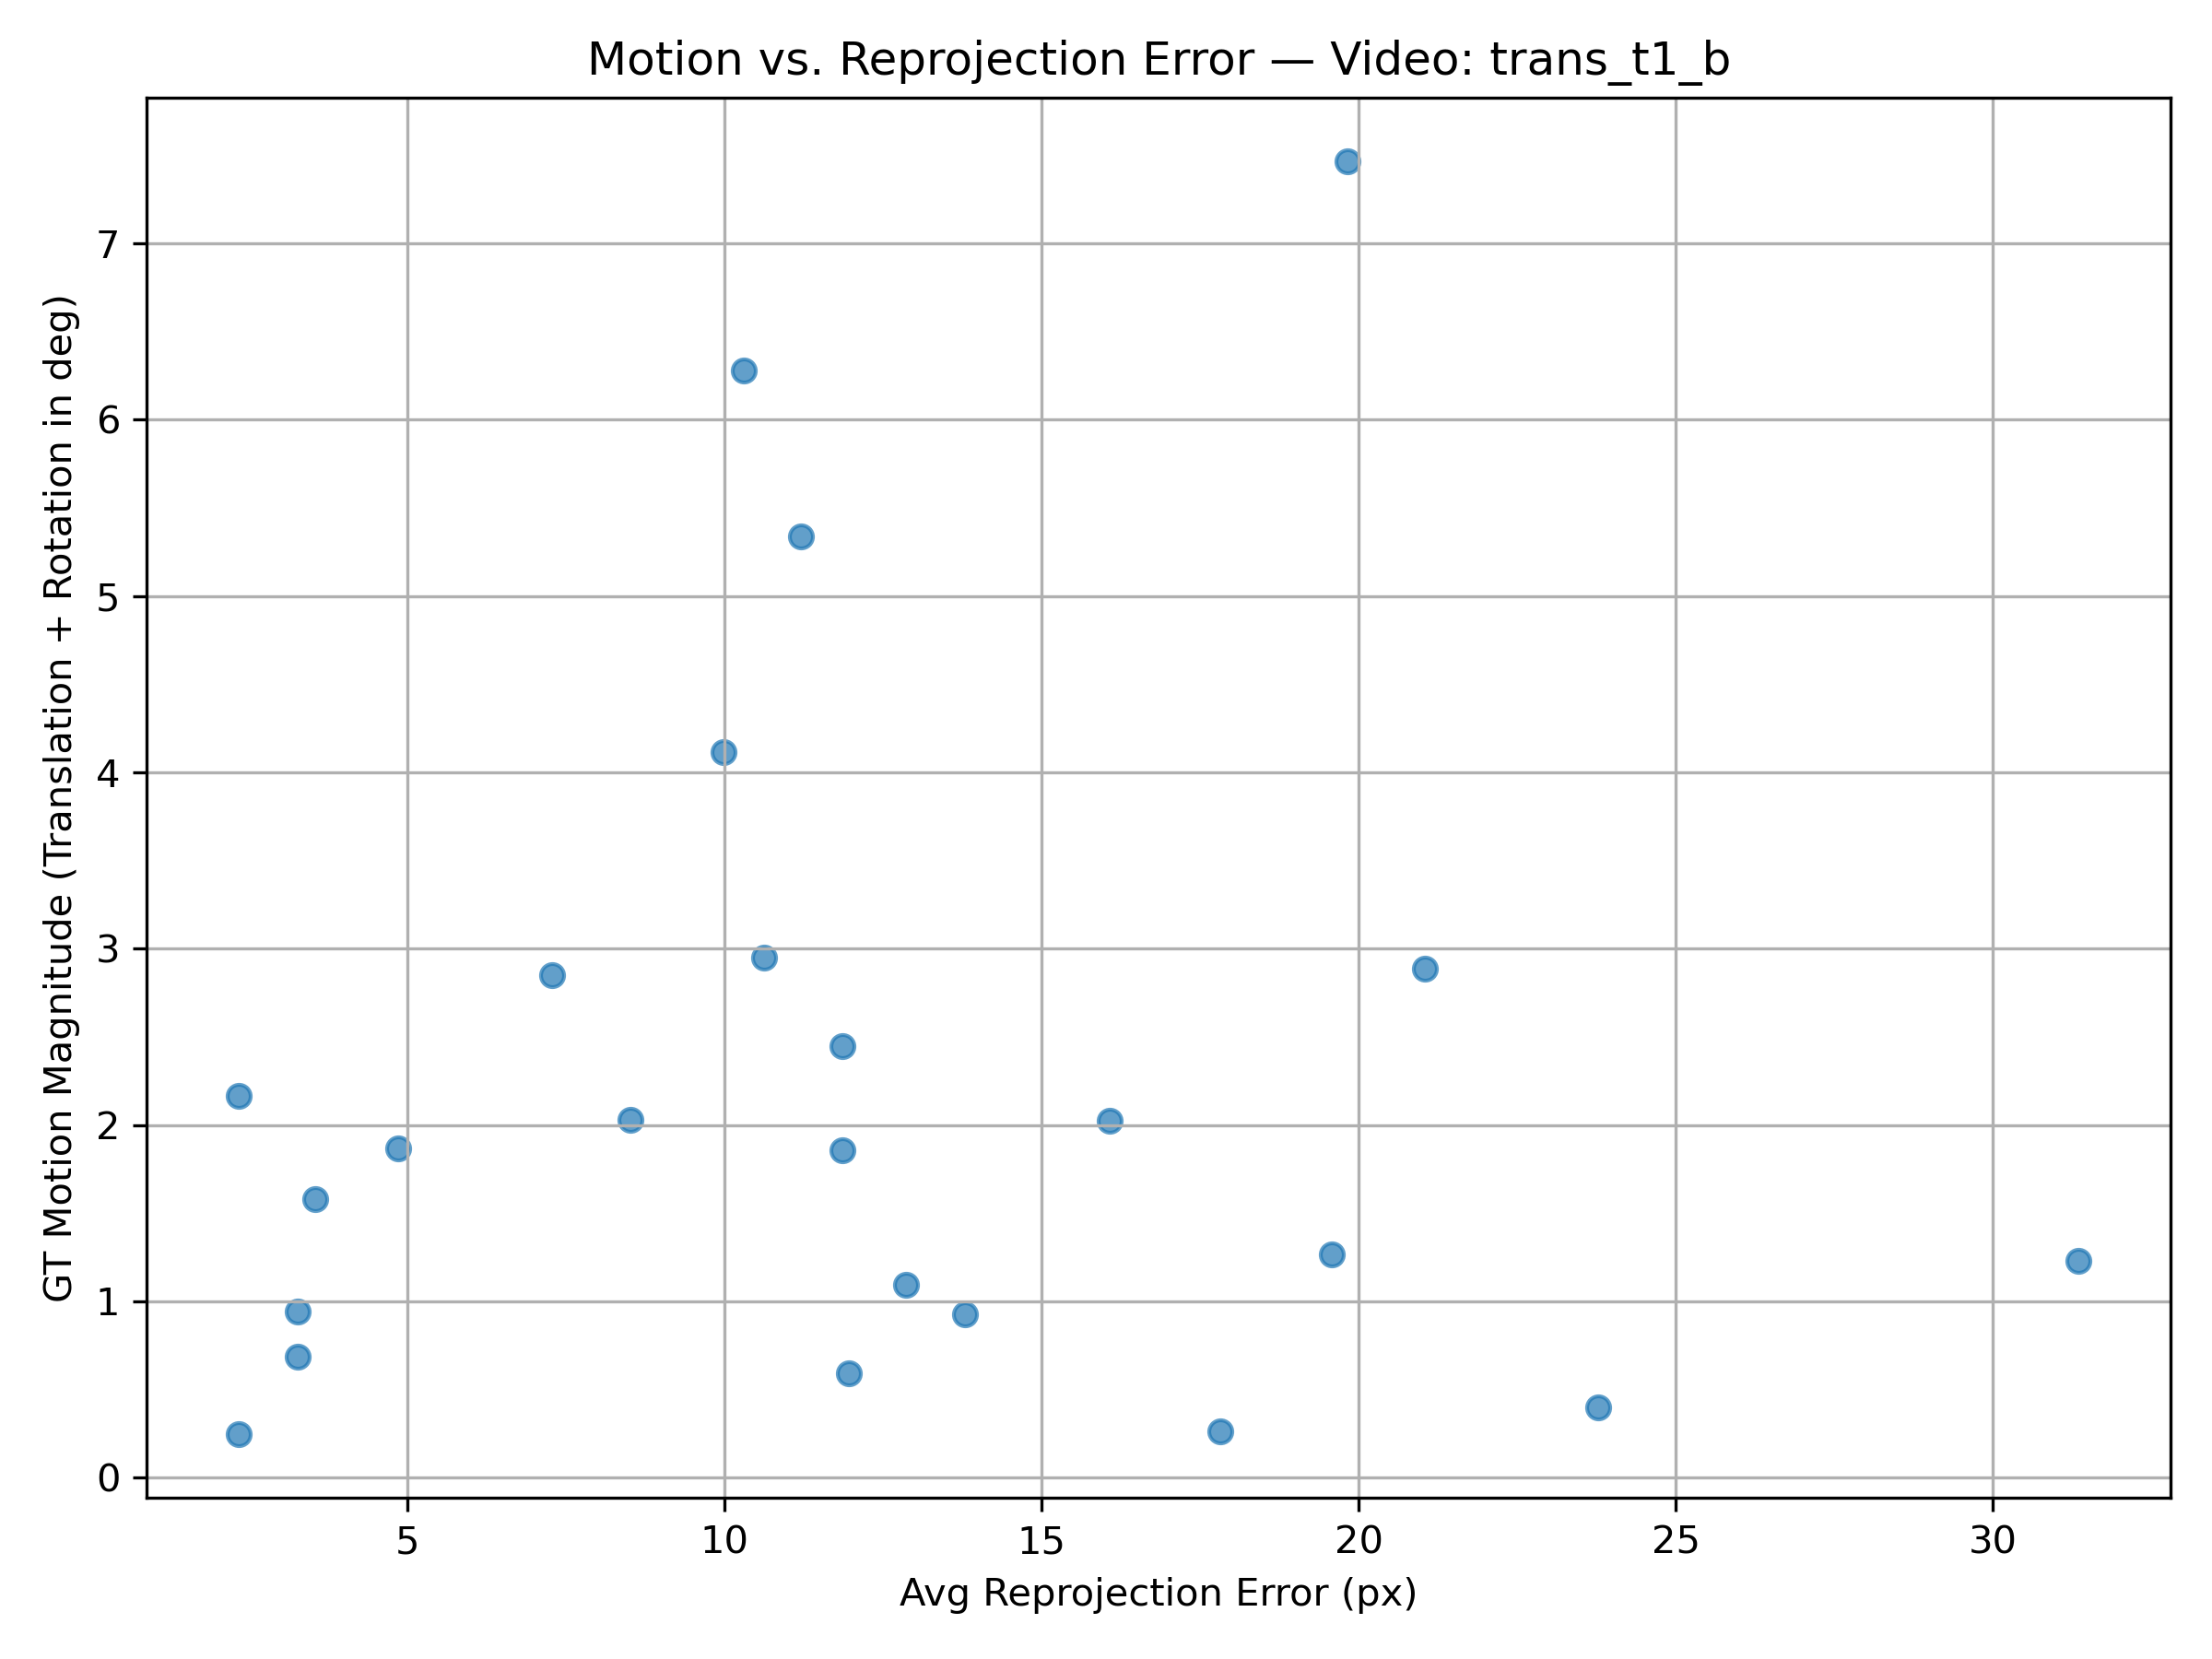 Motion vs. Reprojection Error — Video: trans_t1_b
GT Motion Magnitude (Translation + Rotation in deg)
7
6
5
4
3
2
1
0
5 10 15 20 25 30
Avg Reprojection Error (px)